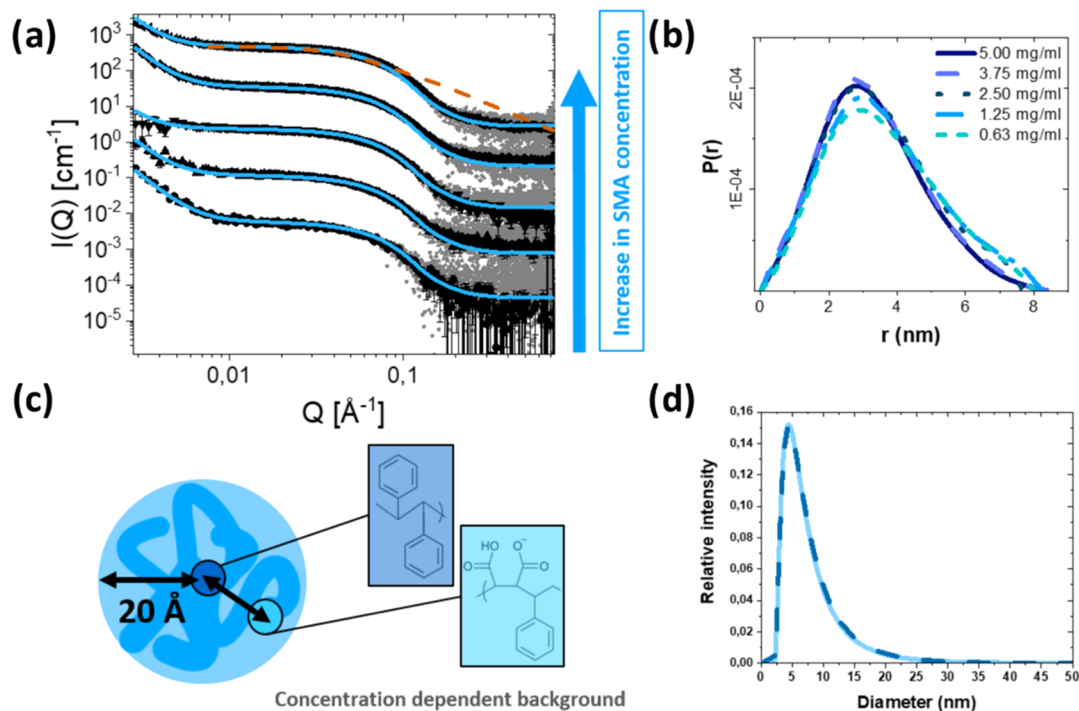 (a)
10³
10²
10¹
10⁰
10⁻¹
10⁻²
10⁻³
10⁻⁴
10⁻⁵
I(Q) [cm⁻¹]
0,01
0,1
Q [Å⁻¹]
Increase in SMA concentration
(b)
5.00 mg/ml
3.75 mg/ml
2.50 mg/ml
1.25 mg/ml
0.63 mg/ml
2E-04
1E-04
P(r)
0
2
4
6
8
r (nm)
(c)
20 Å
HO
O⁻
O
O
Concentration dependent background
(d)
0,16
0,14
0,12
0,10
0,08
0,06
0,04
0,02
0,00
Relative intensity
0
5
10
15
20
25
30
35
40
45
50
Diameter (nm)